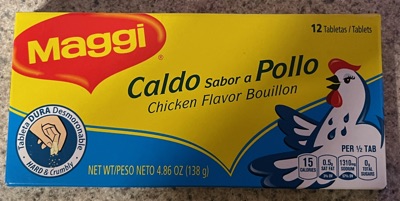 Maggi
12 Tabletas/Tablets
Caldo Sabor a Pollo
Chicken Flavor Bouillon
Tableta DURA Desmoronable
HARD & Crumbly
PER ½ TAB
15 CALORIES
0.5g SAT FAT
1310mg SODIUM
0g TOTAL SUGARS
NET WT/PESO NETO 4.86 OZ (138 g)